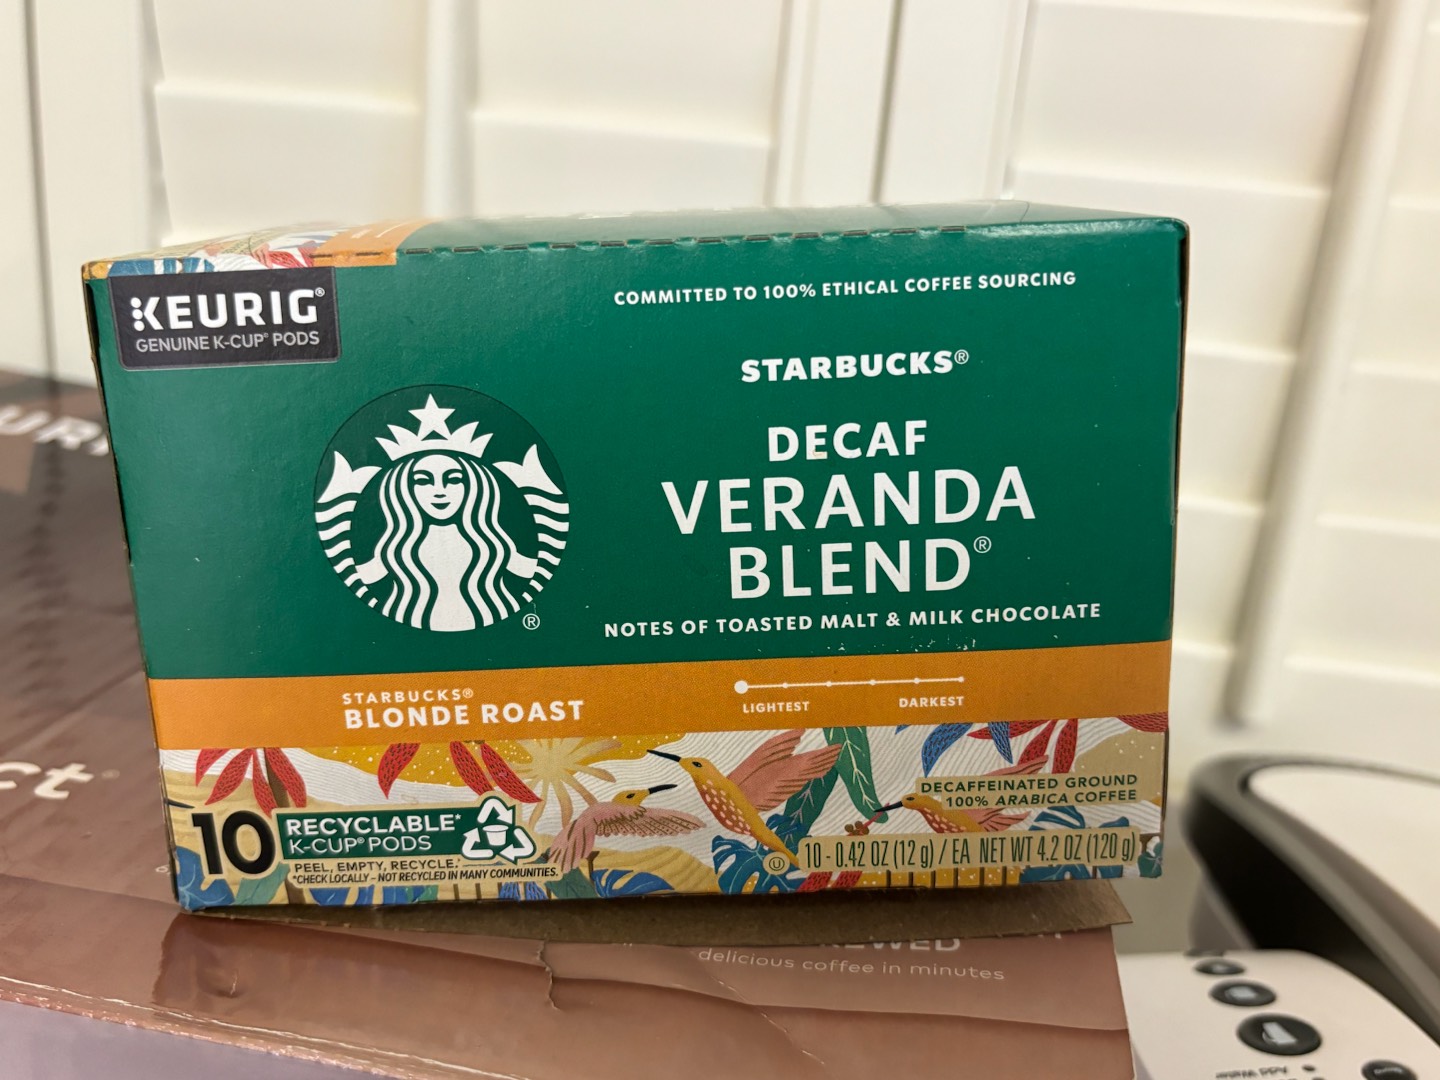 KEURIG®
GENUINE K-CUP® PODS
COMMITTED TO 100% ETHICAL COFFEE SOURCING
STARBUCKS®
DECAF
VERANDA
BLEND®
NOTES OF TOASTED MALT & MILK CHOCOLATE
®
STARBUCKS®
BLONDE ROAST
LIGHTEST DARKEST
DECAFFEINATED GROUND
100% ARABICA COFFEE
10 RECYCLABLE*
K-CUP® PODS
PEEL, EMPTY, RECYCLE.
*CHECK LOCALLY – NOT RECYCLED IN MANY COMMUNITIES.
U 10 - 0.42 OZ (12 g) / EA NET WT 4.2 OZ (120 g)
delicious coffee in minutes